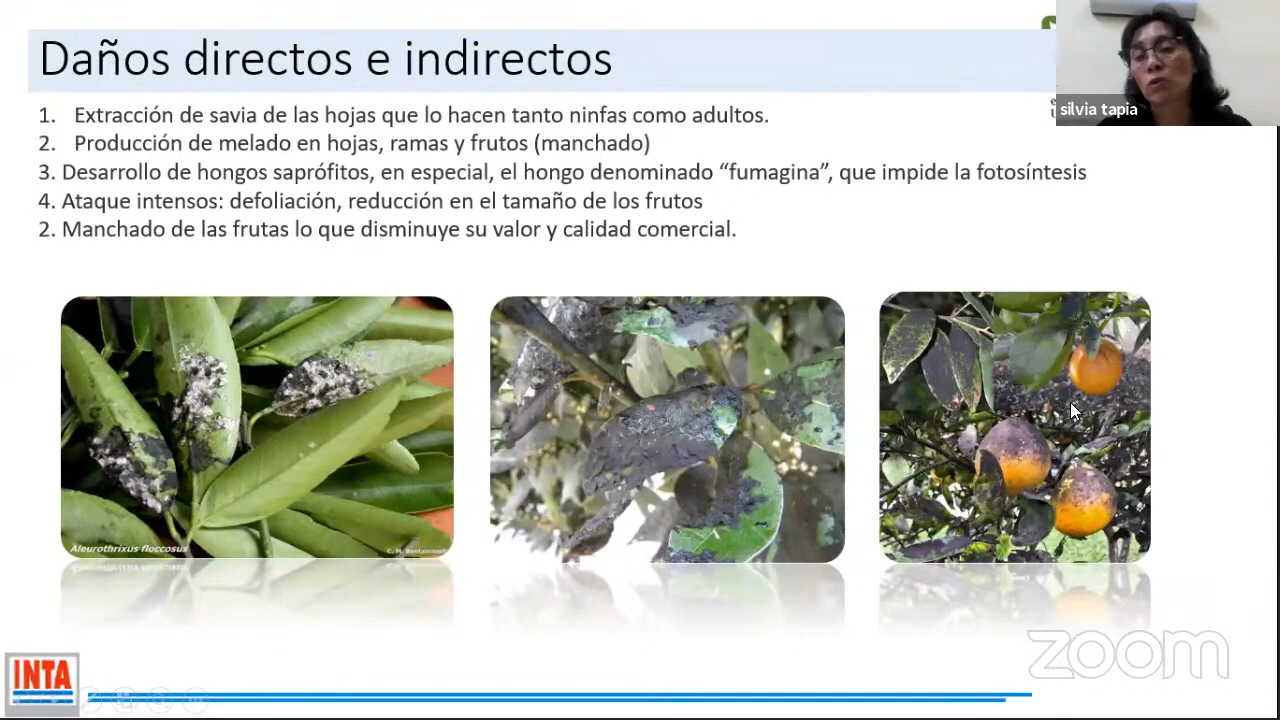 Daños directos e indirectos
silvia tapia
1. Extracción de savia de las hojas que lo hacen tanto ninfas como adultos.
2. Producción de melado en hojas, ramas y frutos (manchado)
3. Desarrollo de hongos saprófitos, en especial, el hongo denominado “fumagina”, que impide la fotosíntesis
4. Ataque intensos: defoliación, reducción en el tamaño de los frutos
2. Manchado de las frutas lo que disminuye su valor y calidad comercial.
Aleurothrixus floccosus
C. M. Bentancourt
zoom
INTA